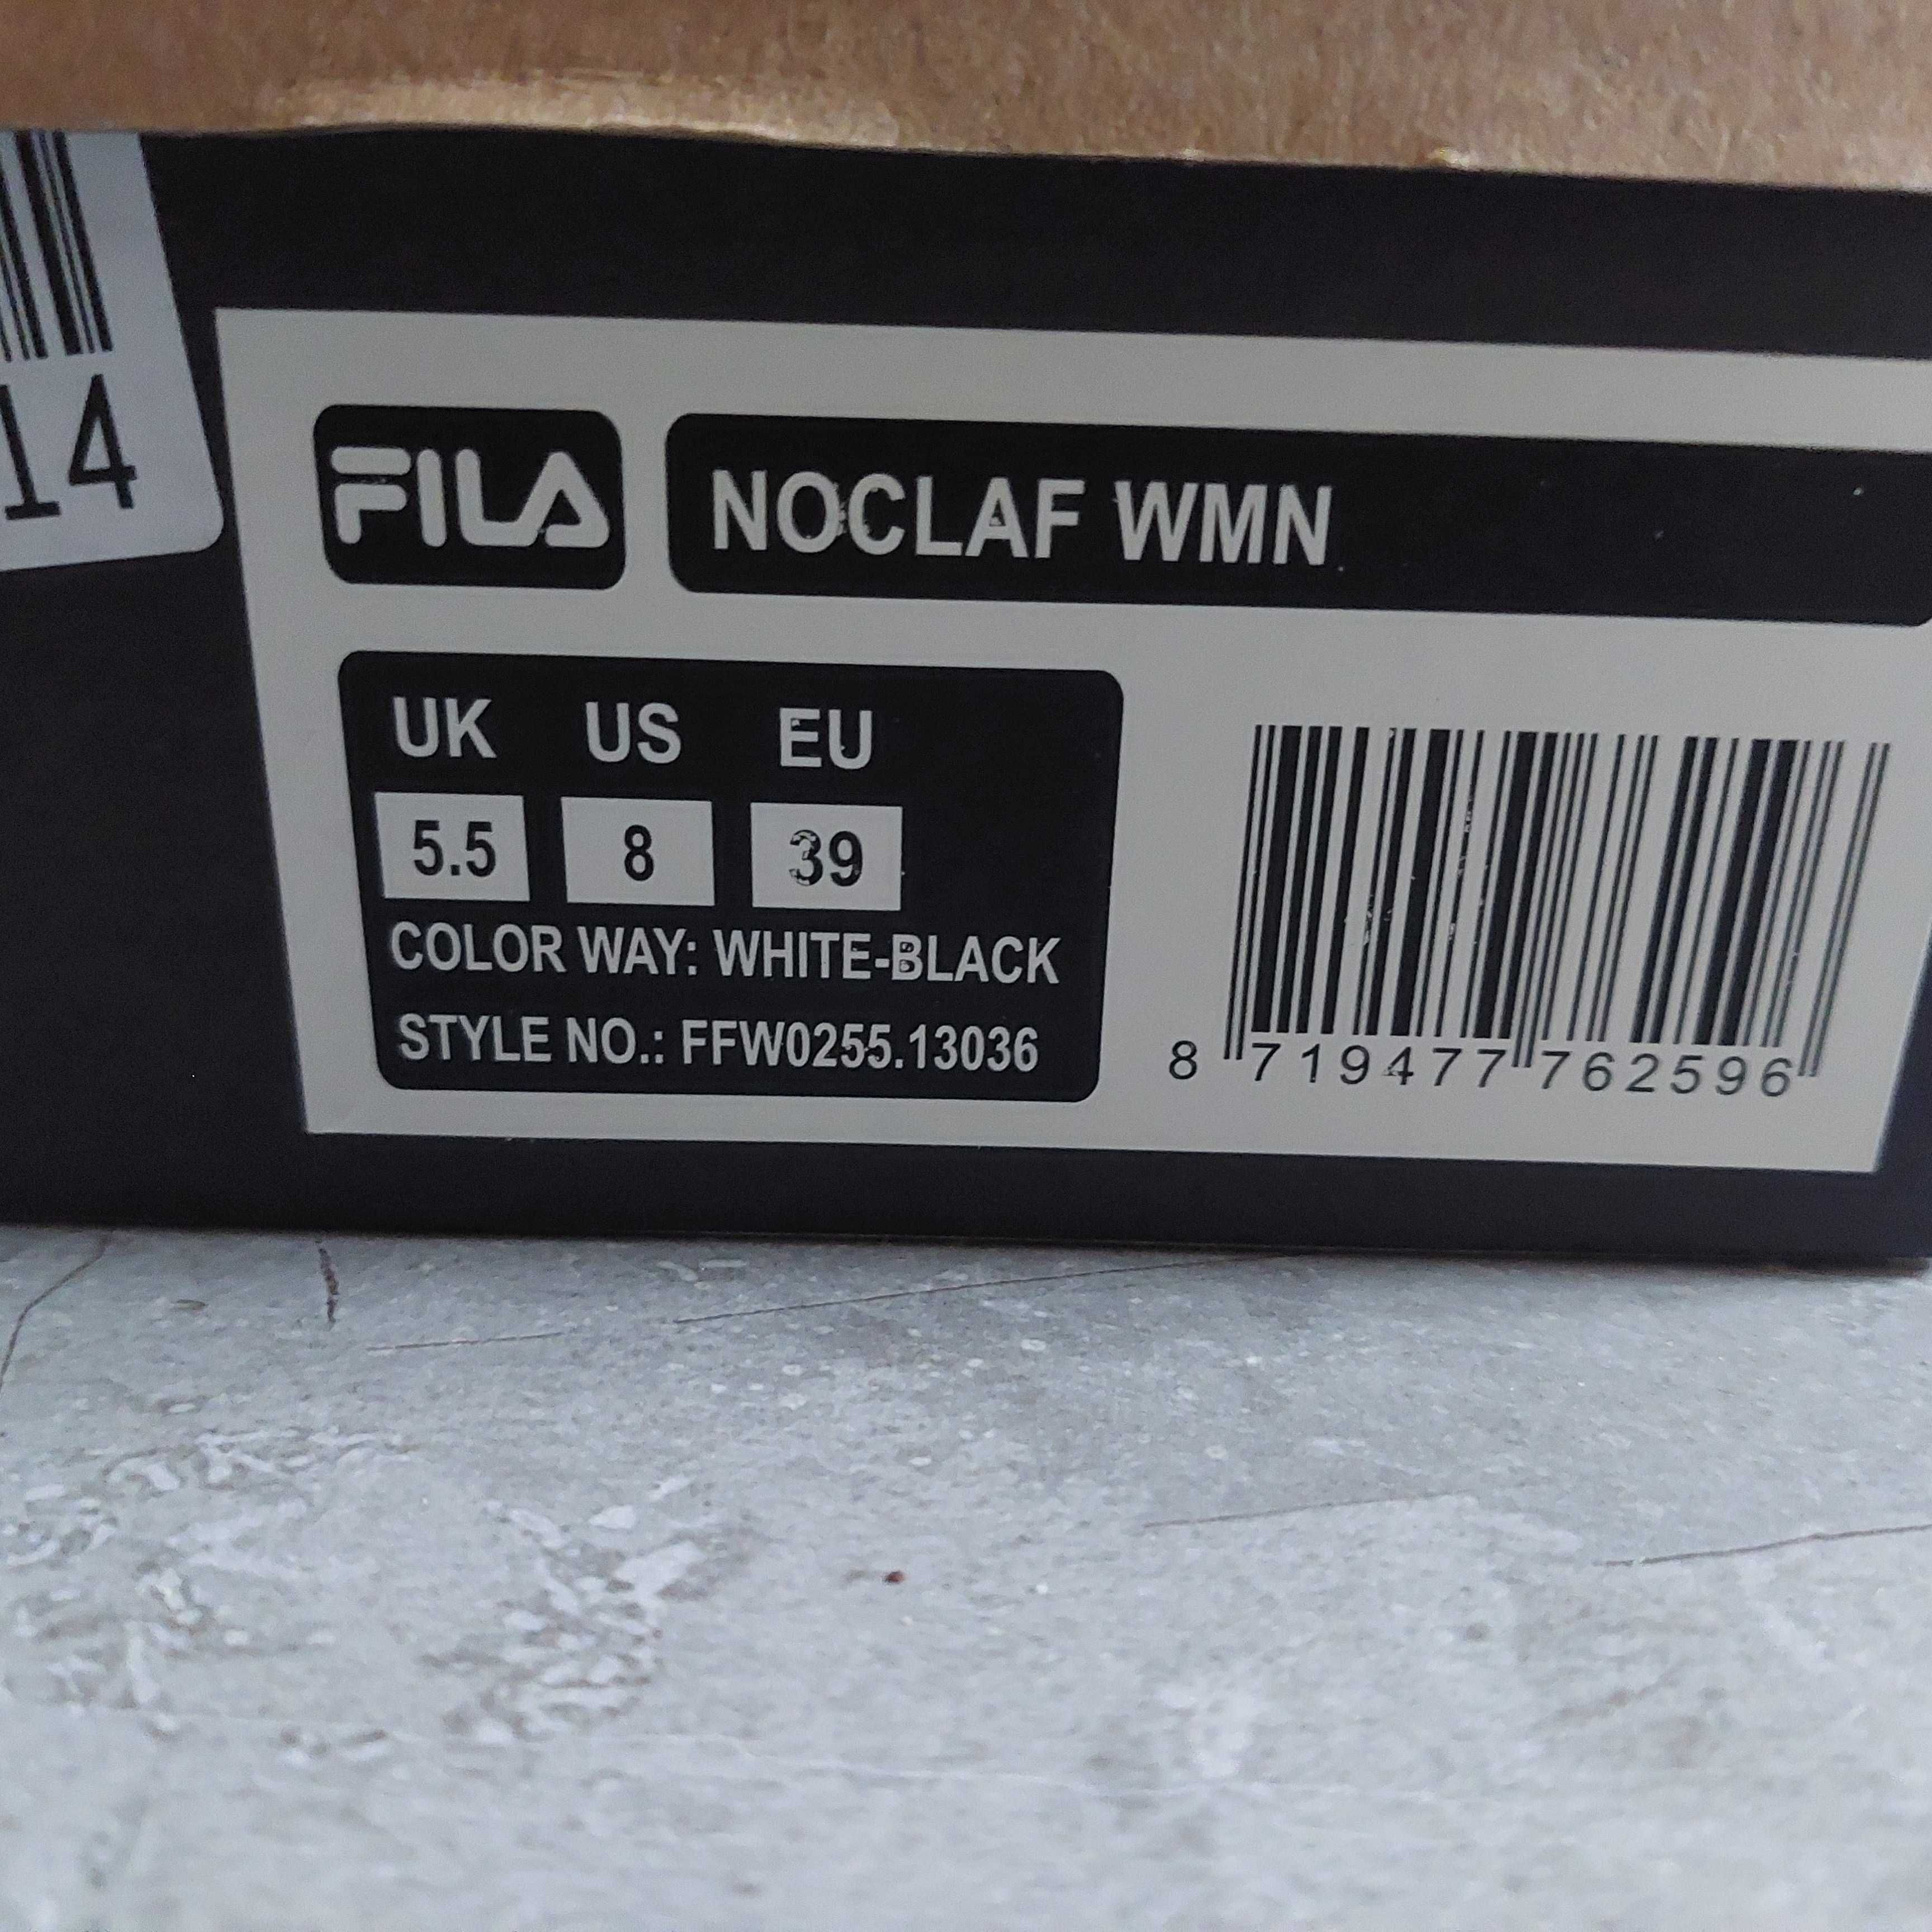 14
FILA NOCLAF WMN
UK US EU
5.5 8 39
COLOR WAY: WHITE-BLACK
STYLE NO.: FFW0255.13036
8 719477 762596